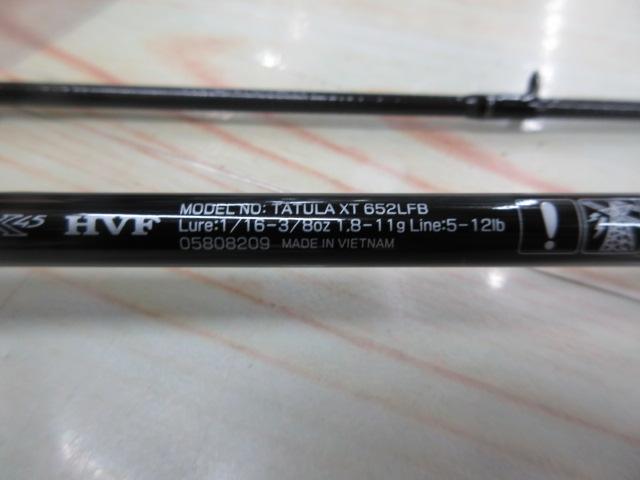 X45 HVF
MODEL NO: TATULA XT 652LFB
Lure:1/16-3/8oz 1.8-11g Line:5-12lb
05808209 MADE IN VIETNAM